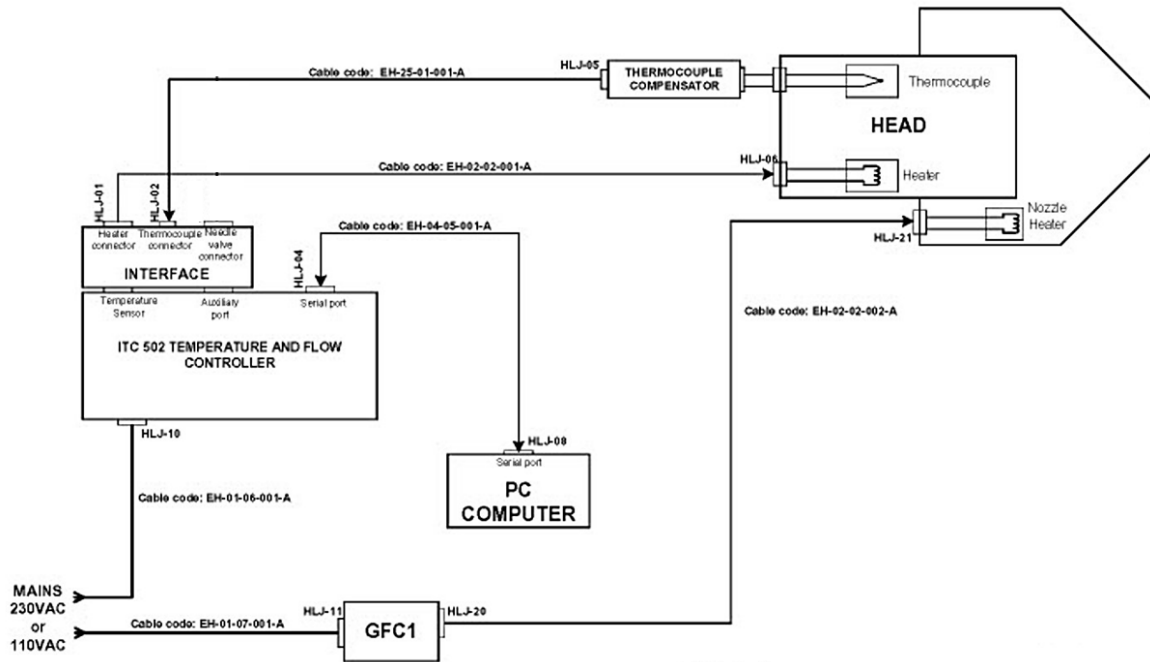 Cable code: EH-25-01-001-A
HLJ-05
THERMOCOUPLE
COMPENSATOR
Thermocouple
HEAD
Cable code: EH-02-02-001-A
HLJ-06
Heater
HLJ-01
HLJ-02
Heater
connector
Thermocouple
connector
Needle
valve
connector
INTERFACE
Cable code: EH-04-05-001-A
HLJ-04
Nozzle
Heater
HLJ-21
Temperature
Sensor
Auxiliary
port
Serial port
Cable code: EH-02-02-002-A
ITC 502 TEMPERATURE AND FLOW
CONTROLLER
HLJ-10
HLJ-08
Serial port
PC
COMPUTER
Cable code: EH-01-06-001-A
MAINS
230VAC
or
110VAC
Cable code: EH-01-07-001-A
HLJ-11
GFC1
HLJ-20